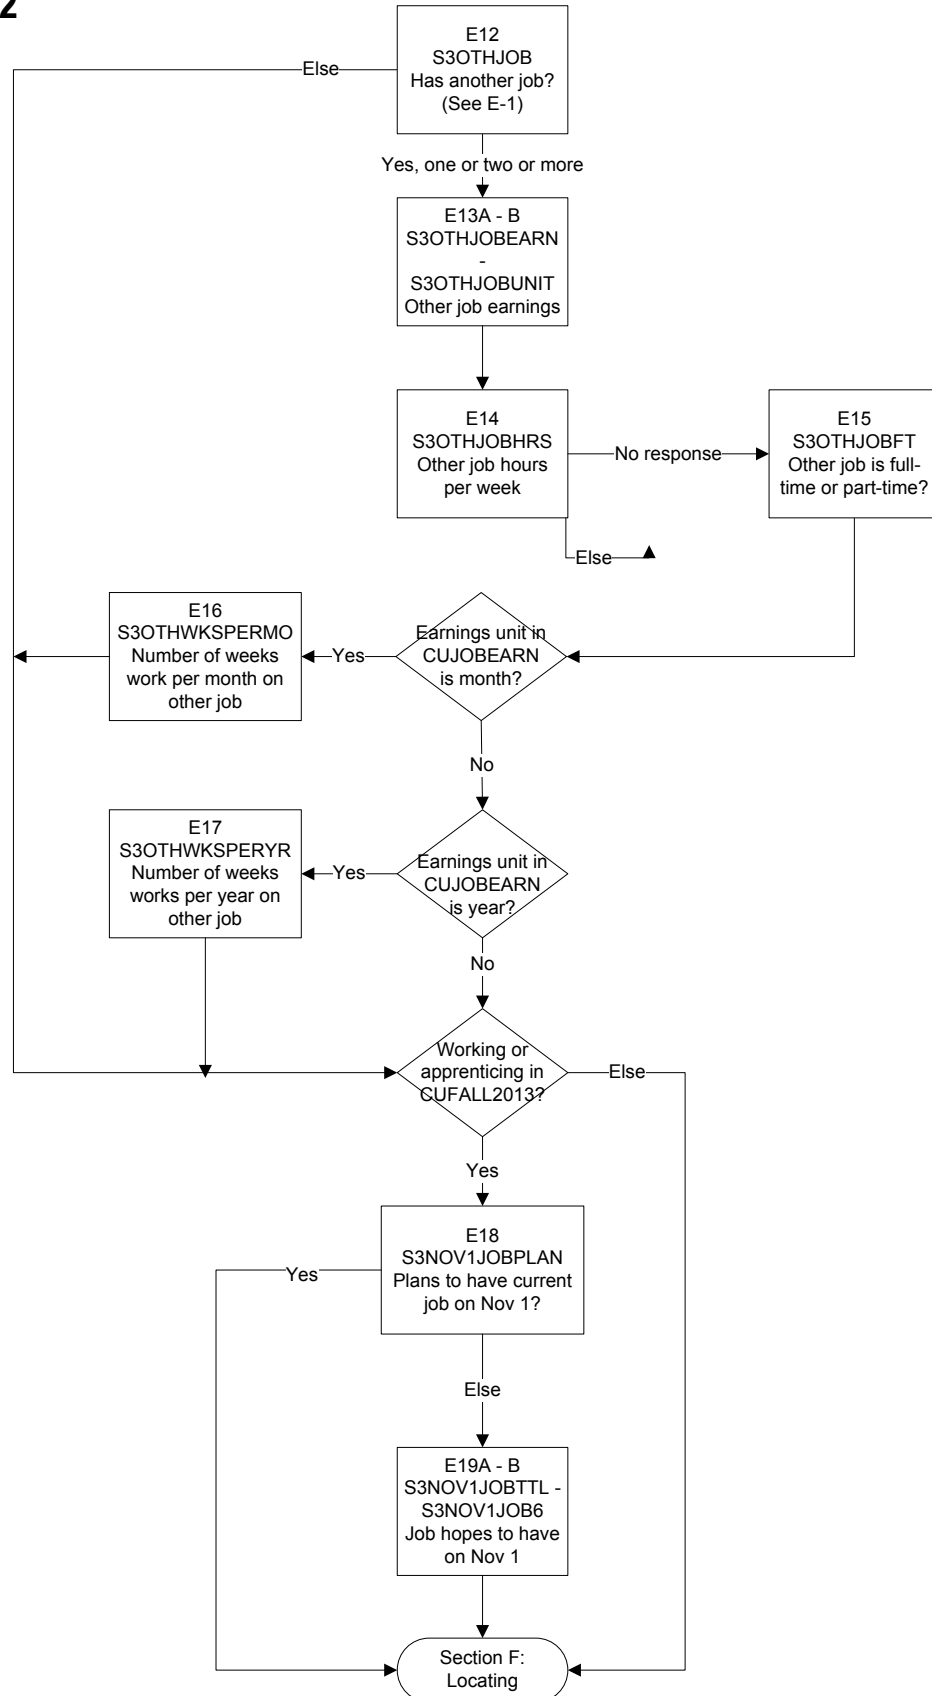 2
E12
S3OTHJOB
Has another job?
(See E-1)
Else
Yes, one or two or more
E13A - B
S3OTHJOBEARN
-
S3OTHJOBUNIT
Other job earnings
E14
S3OTHJOBHRS
Other job hours
per week
No response
E15
S3OTHJOBFT
Other job is full-
time or part-time?
Else
E16
S3OTHWKSPERMO
Number of weeks
work per month on
other job
Yes
Earnings unit in
CUJOBEARN
is month?
No
E17
S3OTHWKSPERYR
Number of weeks
works per year on
other job
Yes
Earnings unit in
CUJOBEARN
is year?
No
Working or
apprenticing in
CUFALL2013?
Else
Yes
E18
S3NOV1JOBPLAN
Plans to have current
job on Nov 1?
Yes
Else
E19A - B
S3NOV1JOBTTL -
S3NOV1JOB6
Job hopes to have
on Nov 1
Section F:
Locating